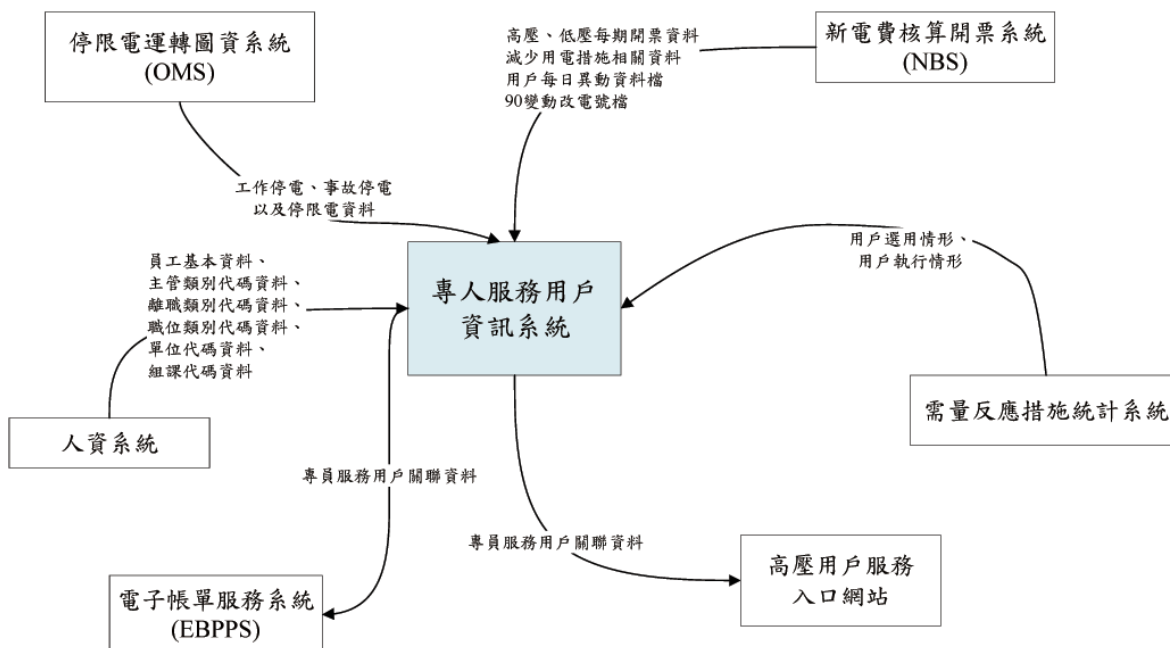 停限電運轉圖資系統
(OMS)
高壓、低壓每期開票資料
減少用電措施相關資料
用戶每日異動資料檔
90變動改電號檔
新電費核算開票系統
(NBS)
工作停電、事故停電
以及停限電資料
用戶選用情形、
用戶執行情形
員工基本資料、
主管類別代碼資料、
離職類別代碼資料、
職位類別代碼資料、
單位代碼資料、
組課代碼資料
專人服務用戶
資訊系統
人資系統
需量反應措施統計系統
專員服務用戶關聯資料
專員服務用戶關聯資料
電子帳單服務系統
(EBPPS)
高壓用戶服務
入口網站